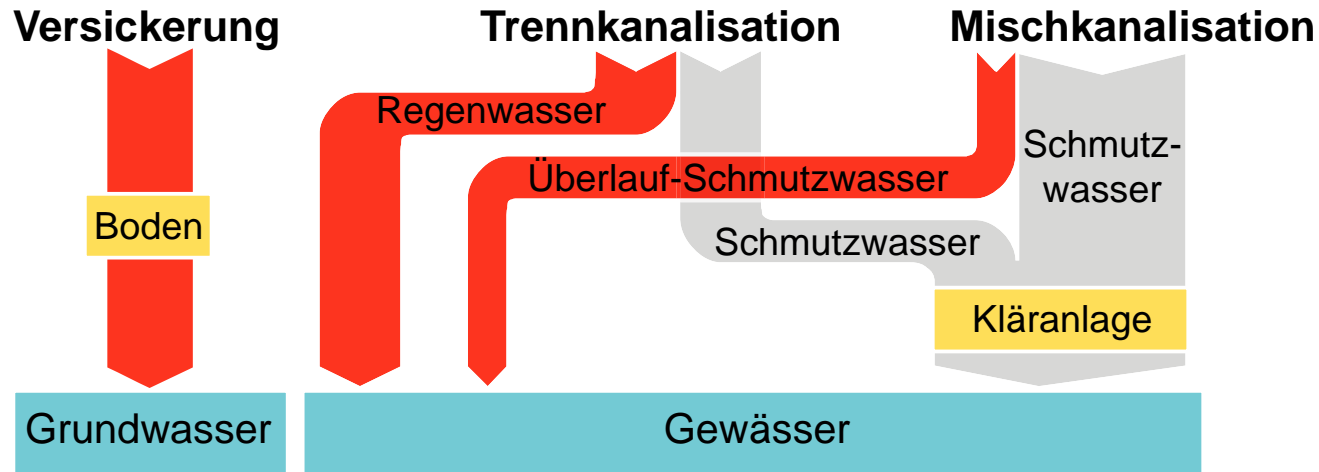 Versickerung
Trennkanalisation
Mischkanalisation
Regenwasser
Überlauf-Schmutzwasser
Schmutz-
wasser
Boden
Schmutzwasser
Kläranlage
Grundwasser
Gewässer